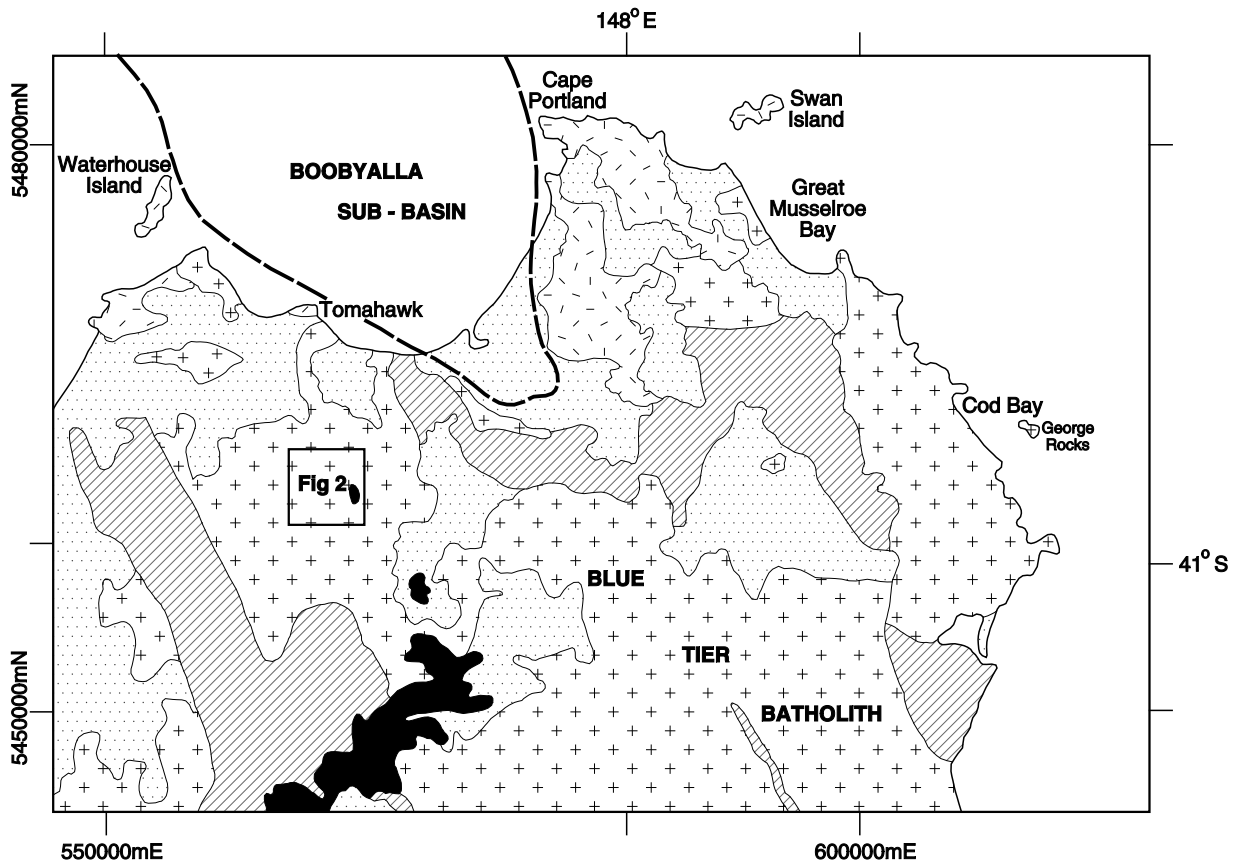 148° E
Cape
Portland
Swan
Island
5480000mN
Waterhouse
Island
BOOBYALLA
SUB - BASIN
Great
Musselroe
Bay
Tomahawk
Cod Bay
George
Rocks
Fig 2
BLUE
41° S
TIER
5450000mN
BATHOLITH
550000mE
600000mE